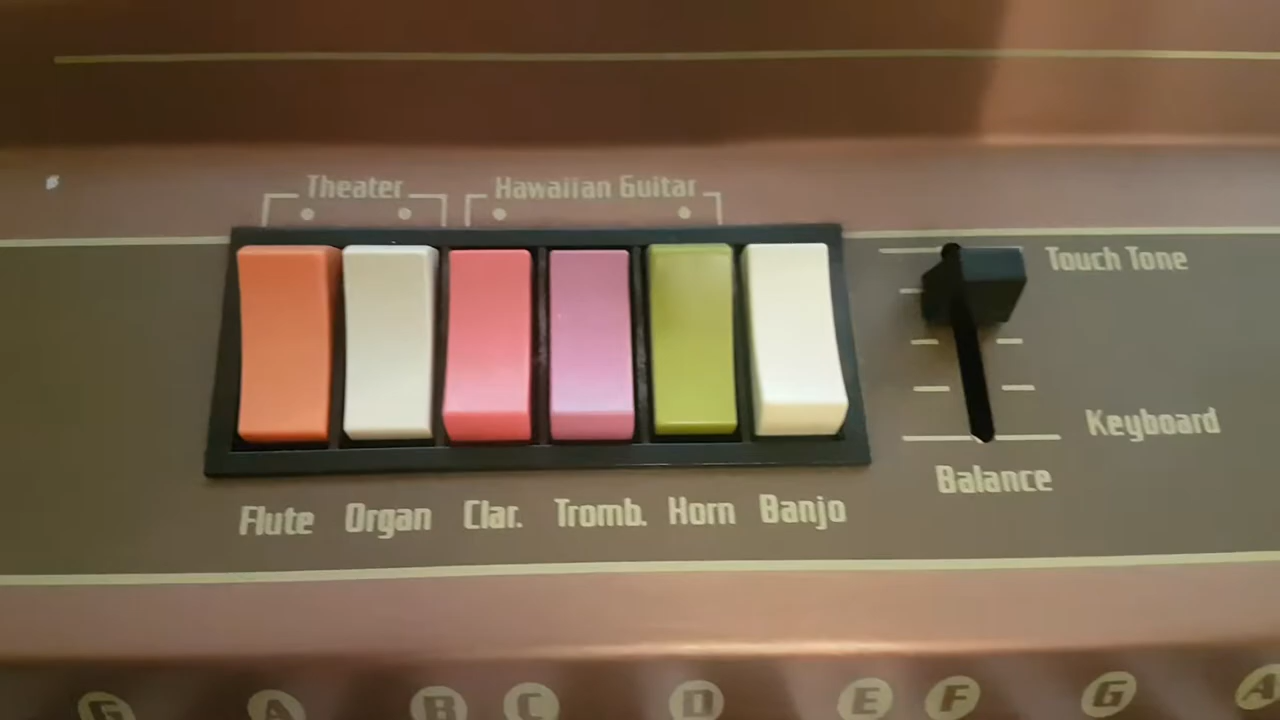 Theater Hawaiian Guitar
Touch Tone
Keyboard
Balance
Flute Organ Clar. Tromb. Horn Banjo
G A B C D E F G A